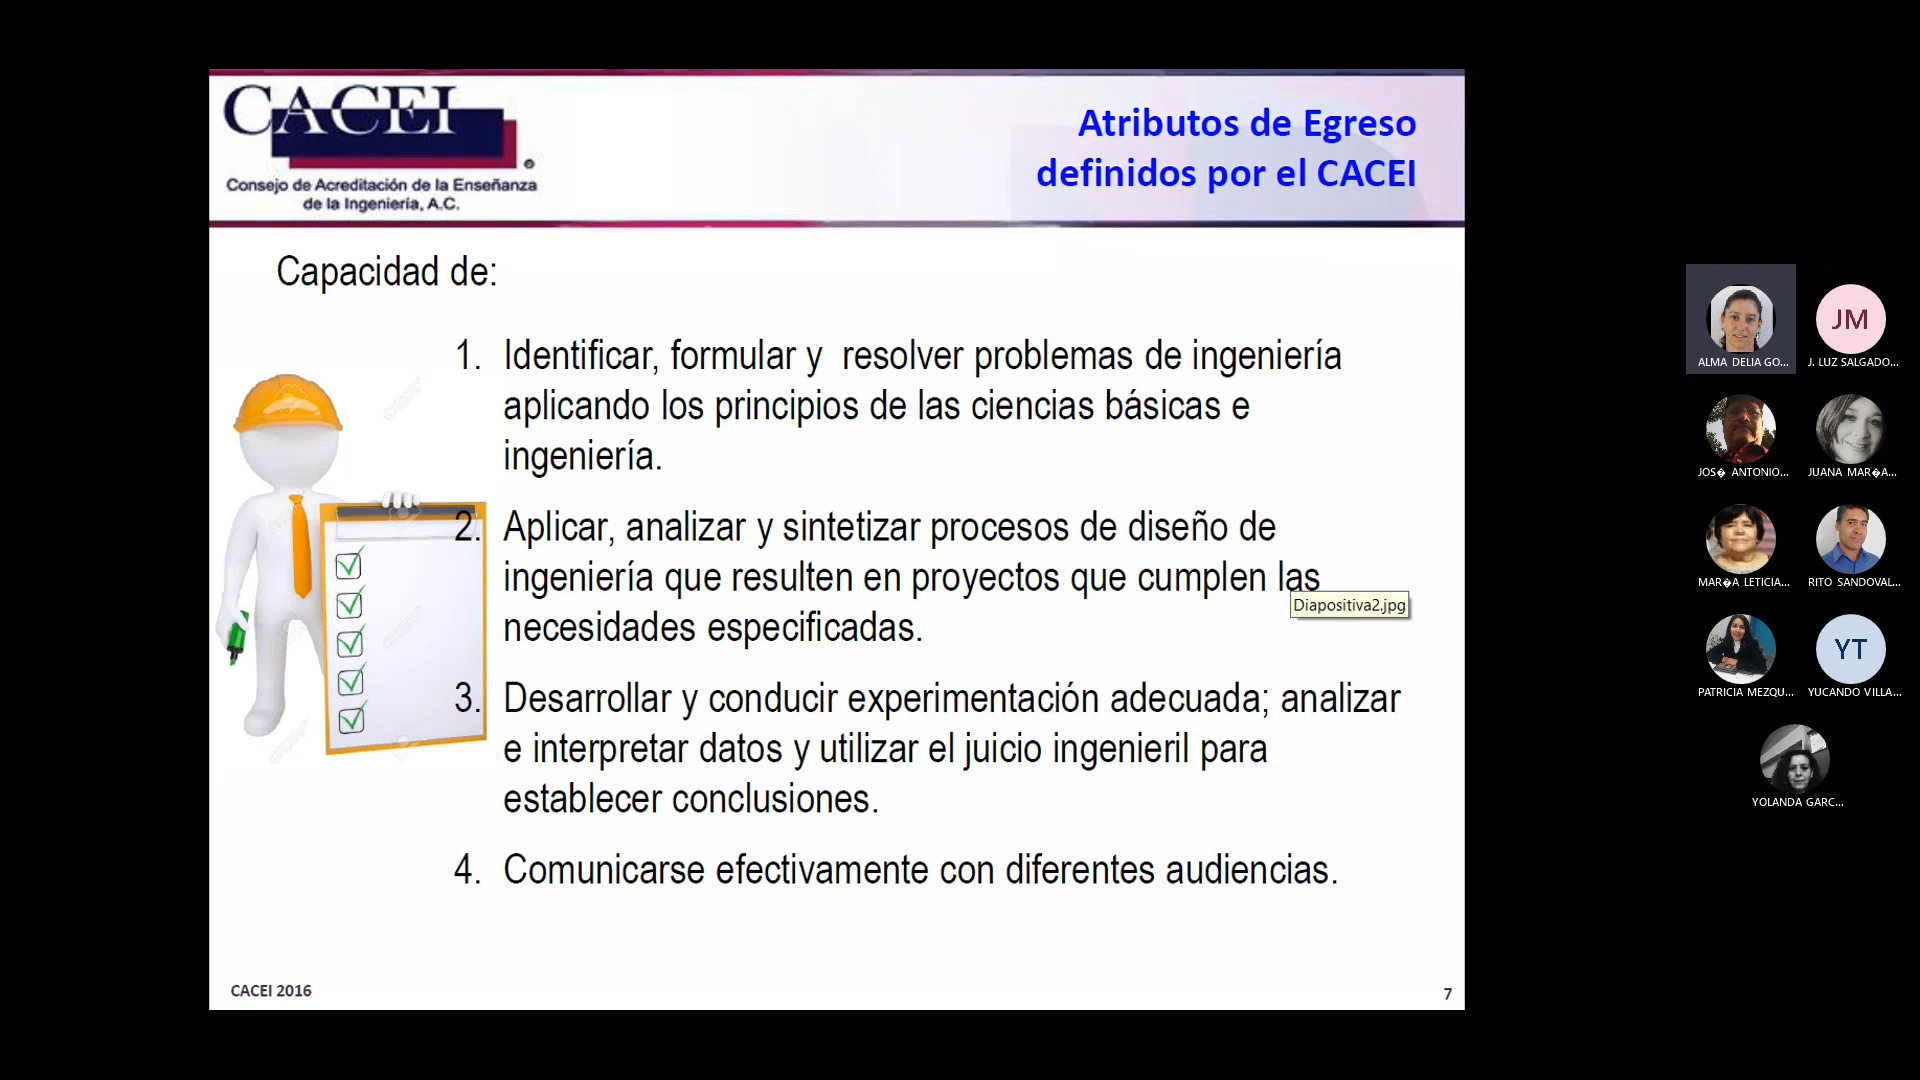 CACEI
Consejo de Acreditación de la Enseñanza
de la Ingeniería, A.C.
Atributos de Egreso
definidos por el CACEI
Capacidad de:
1. Identificar, formular y resolver problemas de ingeniería
aplicando los principios de las ciencias básicas e
ingeniería.
2. Aplicar, analizar y sintetizar procesos de diseño de
ingeniería que resulten en proyectos que cumplen las
necesidades especificadas.
Diapositiva2.jpg
3. Desarrollar y conducir experimentación adecuada; analizar
e interpretar datos y utilizar el juicio ingenieril para
establecer conclusiones.
4. Comunicarse efectivamente con diferentes audiencias.
CACEI 2016
7
ALMA DELIA GO...
JM
J. LUZ SALGADO...
JOS� ANTONIO...
JUANA MAR�A...
MAR�A LETICIA...
RITO SANDOVAL...
PATRICIA MEZQU...
YT
YUCANDO VILLA...
YOLANDA GARC...